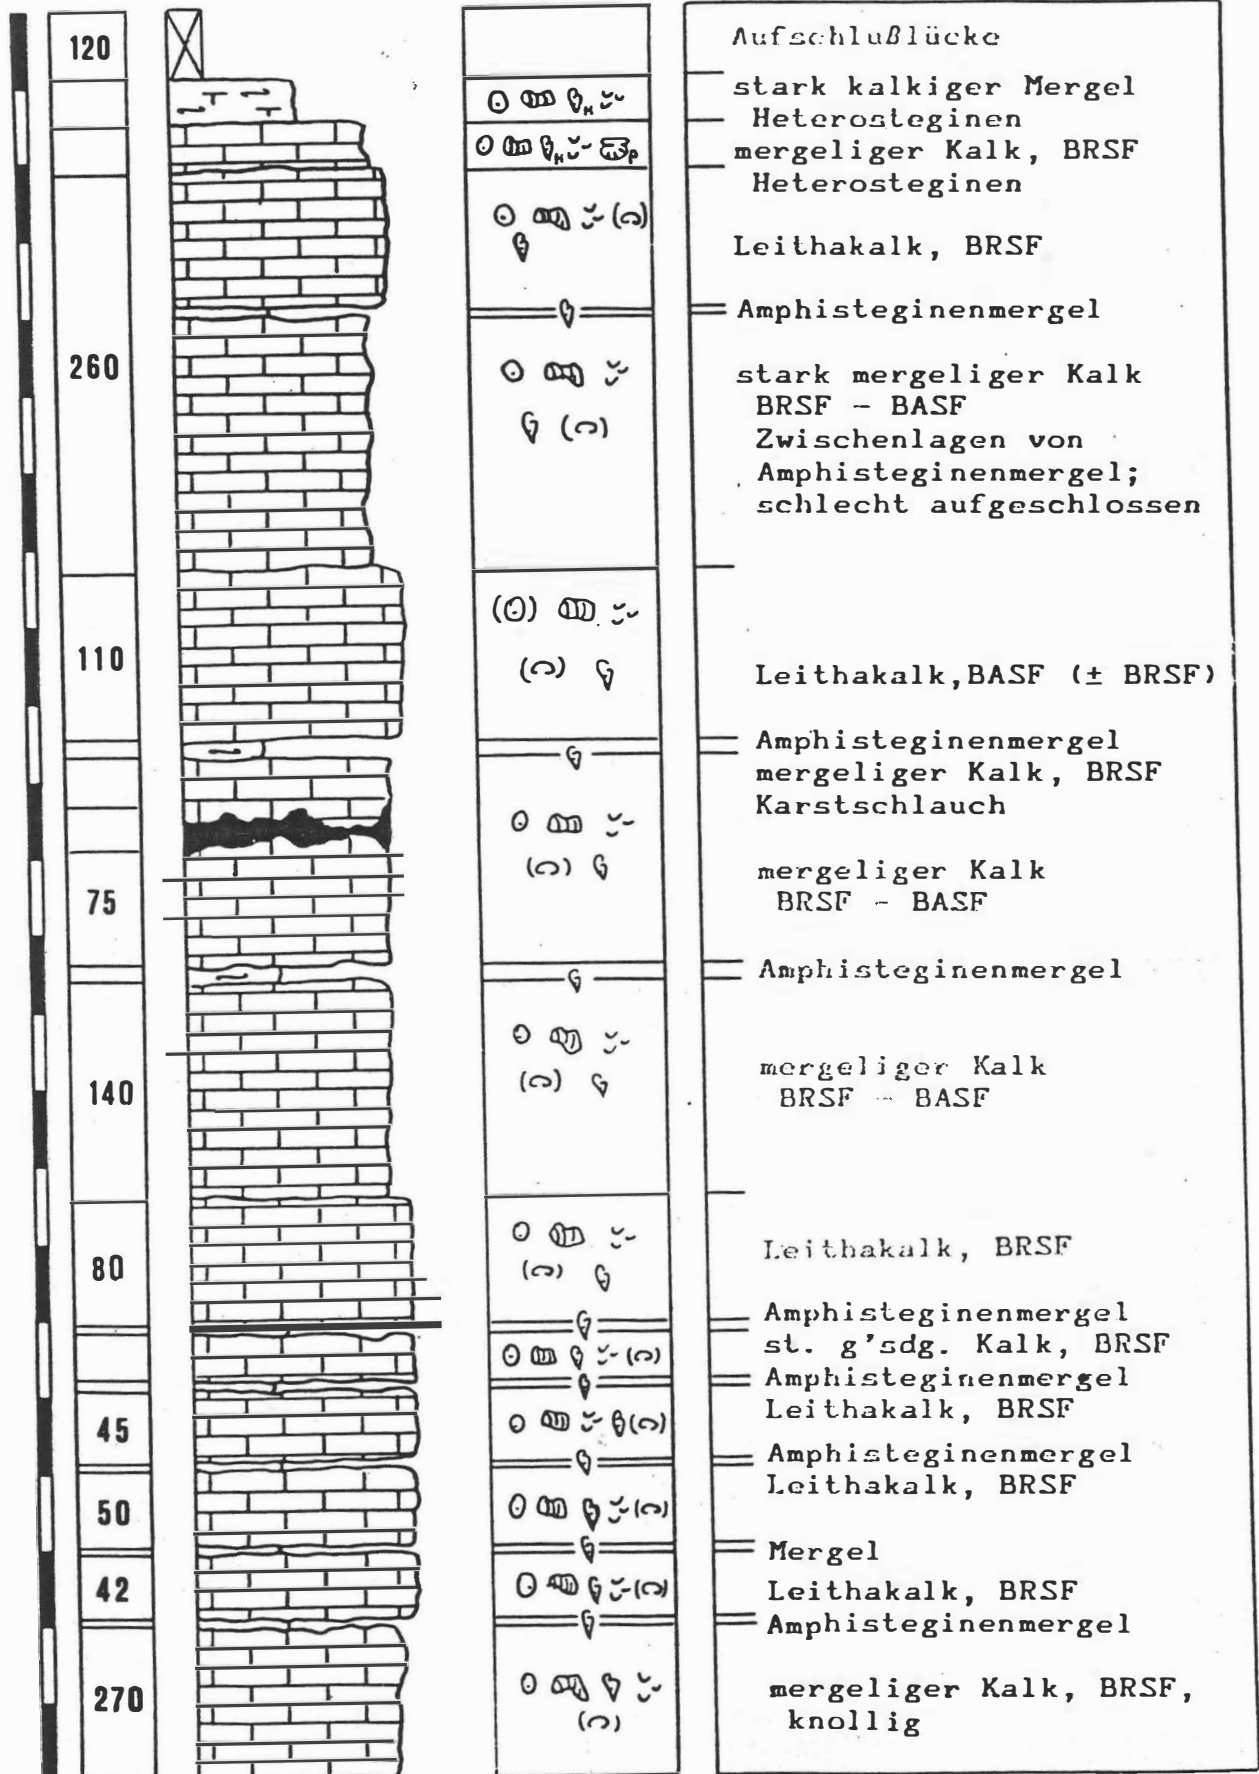 120
260
110
75
140
80
45
50
42
270
Aufschlußlücke
stark kalkiger Mergel
Heterosteginen
mergeliger Kalk, BRSF
Heterosteginen
Leithakalk, BRSF
Amphisteginenmergel
stark mergeliger Kalk
BRSF - BASF
Zwischenlagen von
Amphisteginenmergel;
schlecht aufgeschlossen
Leithakalk,BASF (± BRSF)
Amphisteginenmergel
mergeliger Kalk, BRSF
Karstschlauch
mergeliger Kalk
BRSF - BASF
Amphisteginenmergel
mergeliger Kalk
BRSF - BASF
Leithakalk, BRSF
Amphisteginenmergel
st. g'sdg. Kalk, BRSF
Amphisteginenmergel
Leithakalk, BRSF
Amphisteginenmergel
Leithakalk, BRSF
Mergel
Leithakalk, BRSF
Amphisteginenmergel
mergeliger Kalk, BRSF,
knollig